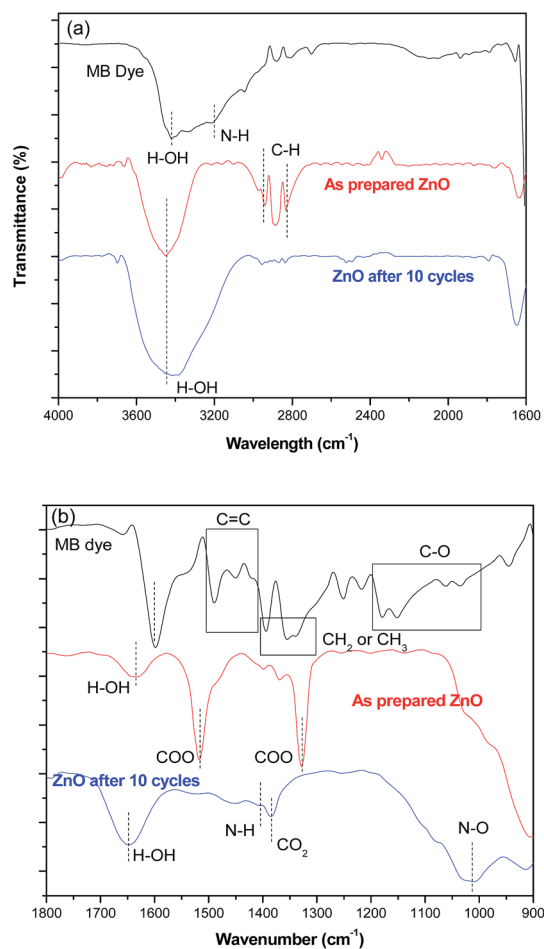 (a)
MB Dye
N-H
H-OH
C-H
As prepared ZnO
ZnO after 10 cycles
H-OH
Transmittance (%)
4000 3600 3200 2800 2400 2000 1600
Wavelength (cm-1)
(b)
C=C
MB dye
C-O
CH2 or CH3
H-OH
As prepared ZnO
COO COO
ZnO after 10 cycles
N-H
N-O
H-OH
CO2
Transmittance (%)
1800 1700 1600 1500 1400 1300 1200 1100 1000 900
Wavenumber (cm-1)